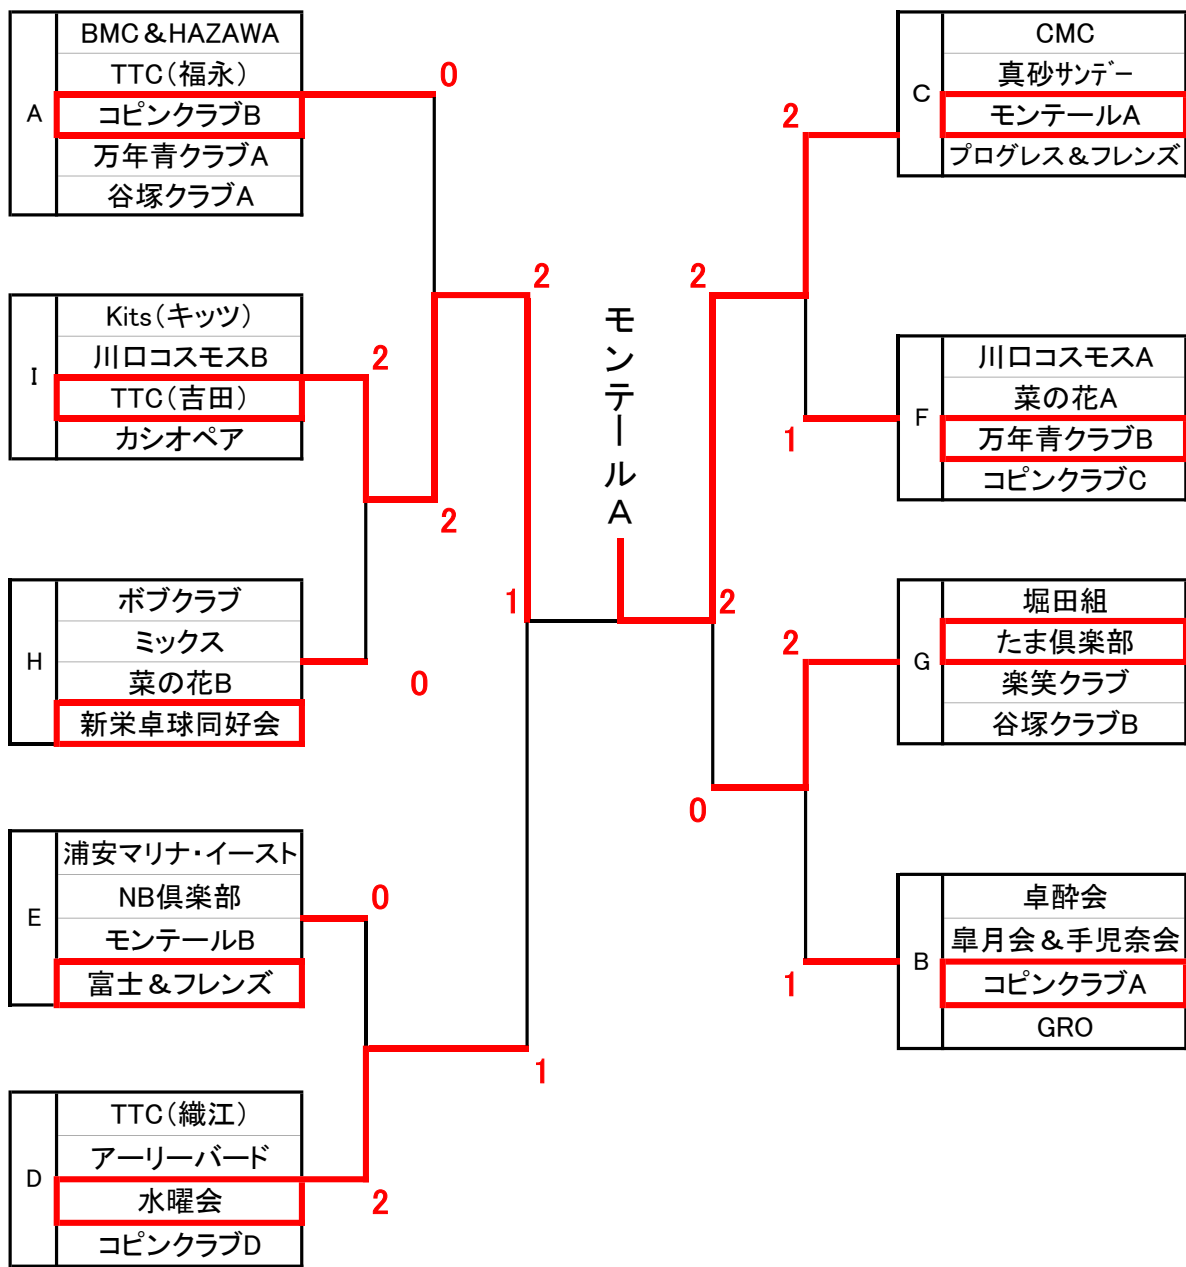 A
BMC＆HAZAWA
TTC(福永)
コピンクラブB
万年青クラブA
谷塚クラブA
0
I
Kits(キッツ)
川口コスモスB
TTC(吉田)
カシオペア
2
2
2
H
ボブクラブ
ミックス
菜の花B
新栄卓球同好会
0
1
E
浦安マリナ・イースト
NB倶楽部
モンテールB
富士＆フレンズ
0
1
D
TTC(織江)
アーリーバード
水曜会
コピンクラブD
2
モンテールA
C
CMC
真砂サンデー
モンテールA
プログレス＆フレンズ
2
2
F
川口コスモスA
菜の花A
万年青クラブB
コピンクラブC
1
2
G
堀田組
たま倶楽部
楽笑クラブ
谷塚クラブB
2
0
B
卓酔会
皐月会＆手児奈会
コピンクラブA
GRO
1